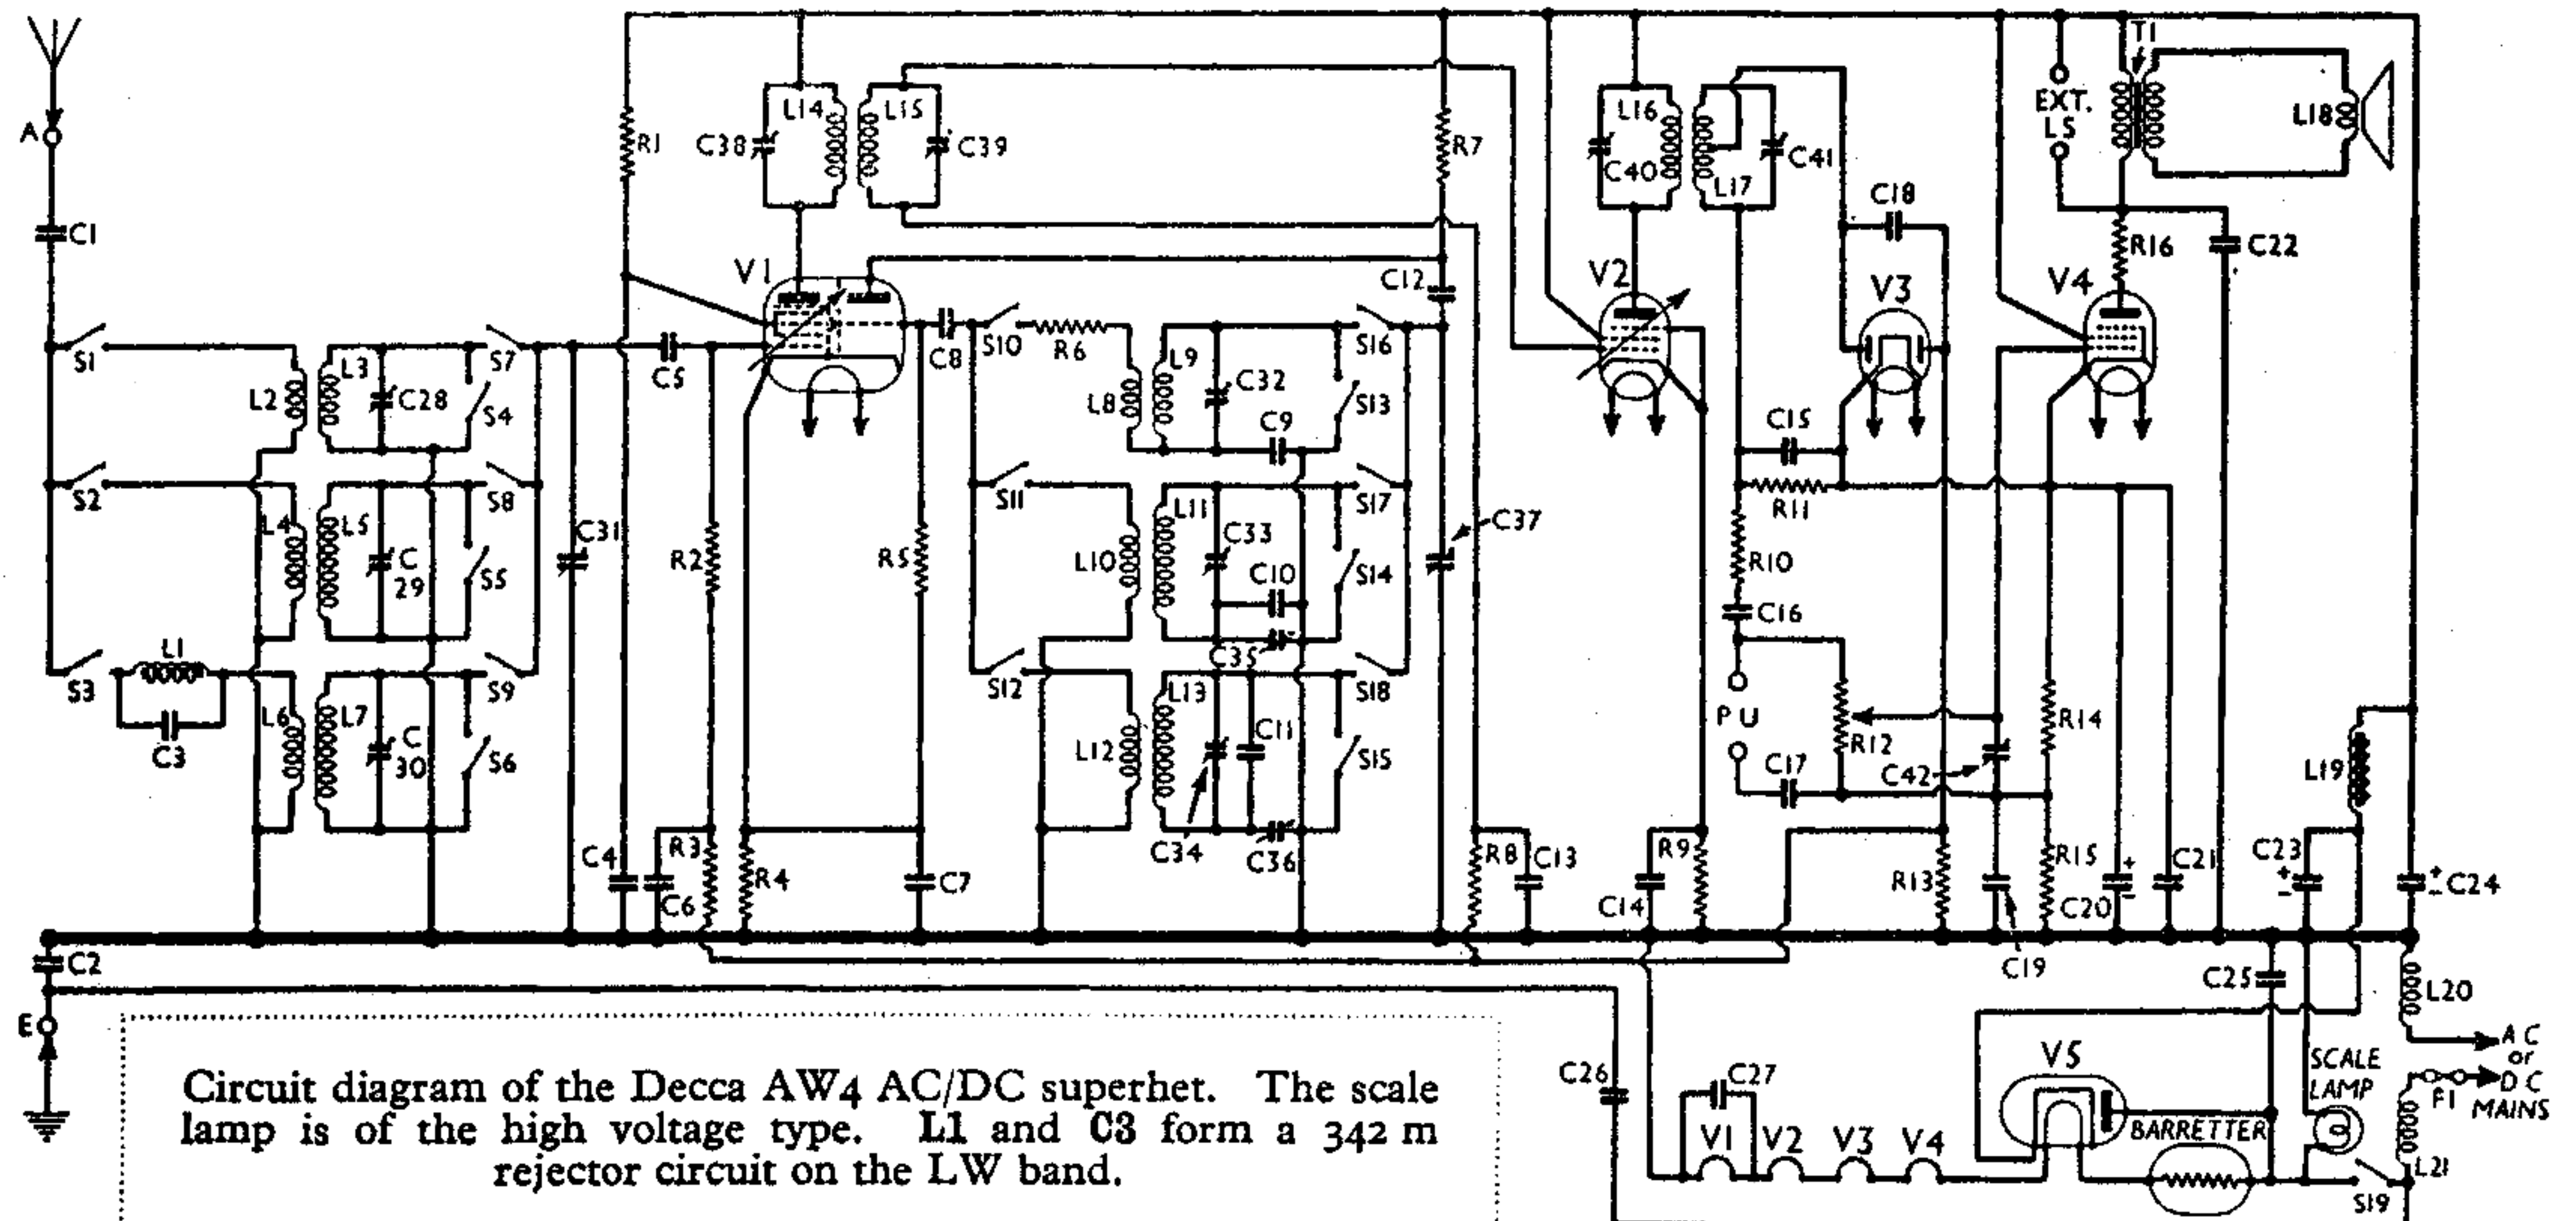 T1
L14
L15
L16
EXT.
LS
L18
A
R1
C38
C39
R7
C40
C41
L17
C18
C1
R16
C22
V1
C12
V2
V3
V4
S1
L3
S7
C5
C8
S10
R6
L9
S16
L2
C28
S4
L8
C32
S13
C9
C15
S2
S8
S11
L11
S17
R11
L4
L5
C31
C37
C
29
S5
R2
R5
L10
C33
C10
S14
R10
C16
C35
L1
S3
S9
S12
L13
S18
L6
L7
PU
R12
R14
C3
C
30
S6
L12
C11
S15
C17
C42
L19
C34
C36
C4
R3
R4
C7
R8
C13
R9
R15
C21
C23
+
-
+
-
+
-
C24
C6
C14
R13
C20
C2
C19
C25
L20
E
AC
or
DC
MAINS
V5
SCALE
LAMP
F1
C26
C27
BARRETTER
V1
V2
V3
V4
L21
S19
Circuit diagram of the Decca AW4 AC/DC superhet. The scale
lamp is of the high voltage type. L1 and C3 form a 342 m
rejector circuit on the LW band.